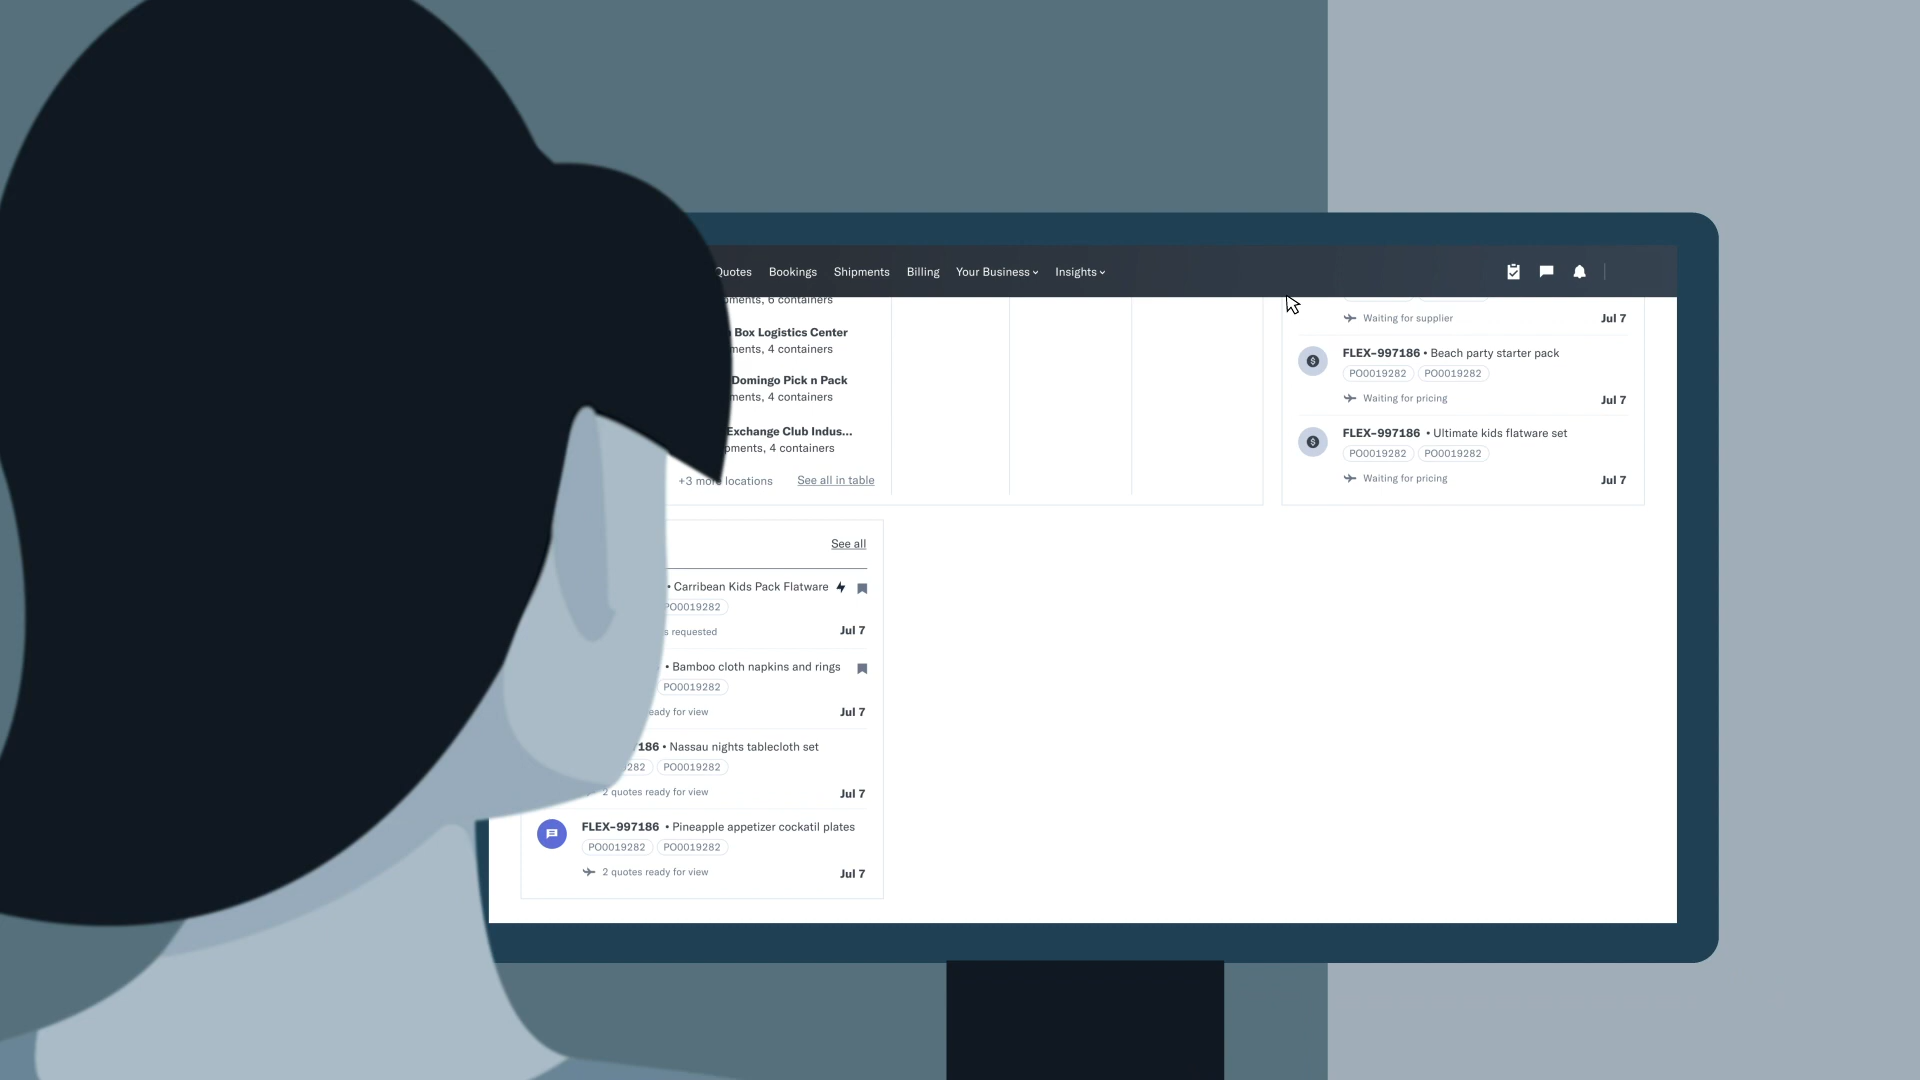 Quotes Bookings Shipments Billing Your Business Insights
6 containers
Box Logistics Center
4 containers
Domingo Pick n Pack
4 containers
Exchange Club Indus...
4 containers
+3 more locations See all in table
Waiting for supplier Jul 7
FLEX-997186 • Beach party starter pack
PO0019282 PO0019282
Waiting for pricing Jul 7
FLEX-997186 • Ultimate kids flatware set
PO0019282 PO0019282
Waiting for pricing Jul 7
See all
• Carribean Kids Pack Flatware
PO0019282
requested Jul 7
• Bamboo cloth napkins and rings
PO0019282
ready for view Jul 7
186 • Nassau nights tablecloth set
282 PO0019282
2 quotes ready for view Jul 7
FLEX-997186 • Pineapple appetizer cockatil plates
PO0019282 PO0019282
2 quotes ready for view Jul 7